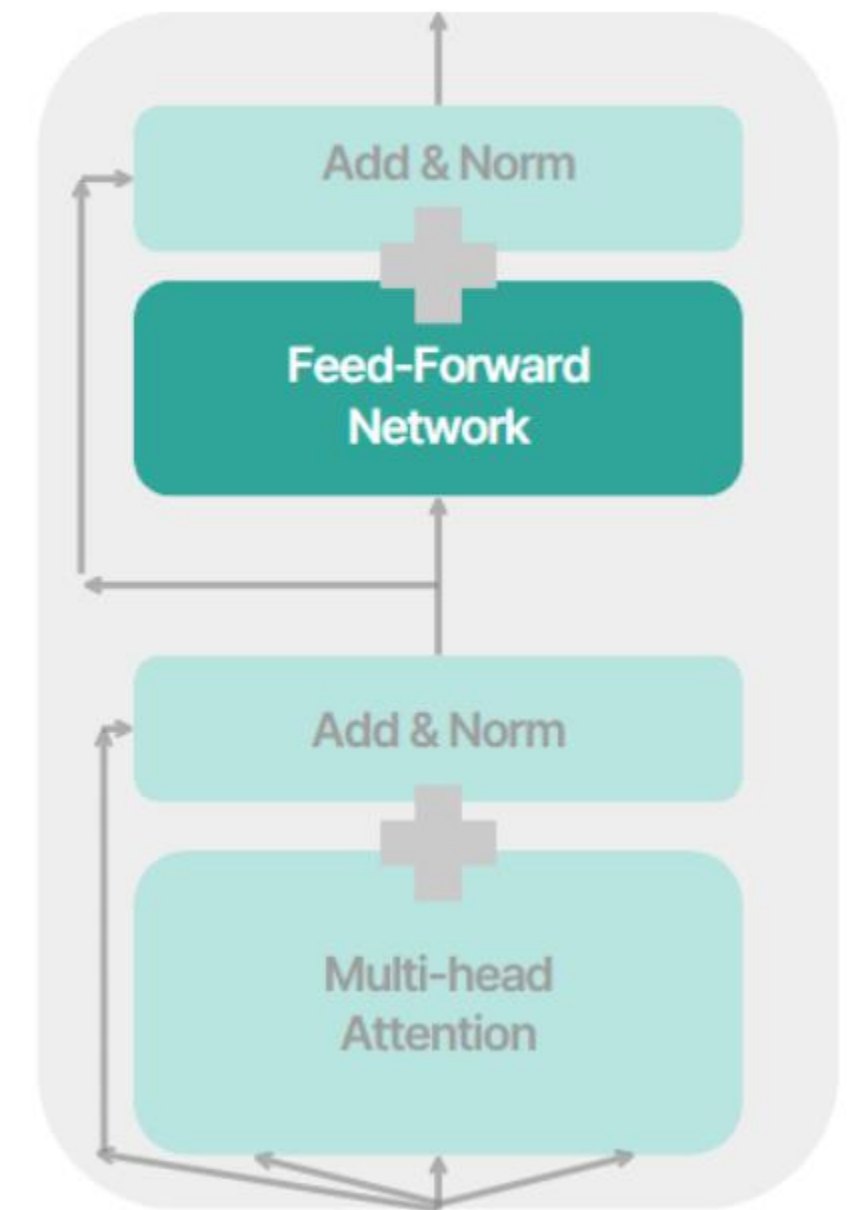 Add & Norm
Feed-Forward
Network
Add & Norm
Multi-head
Attention